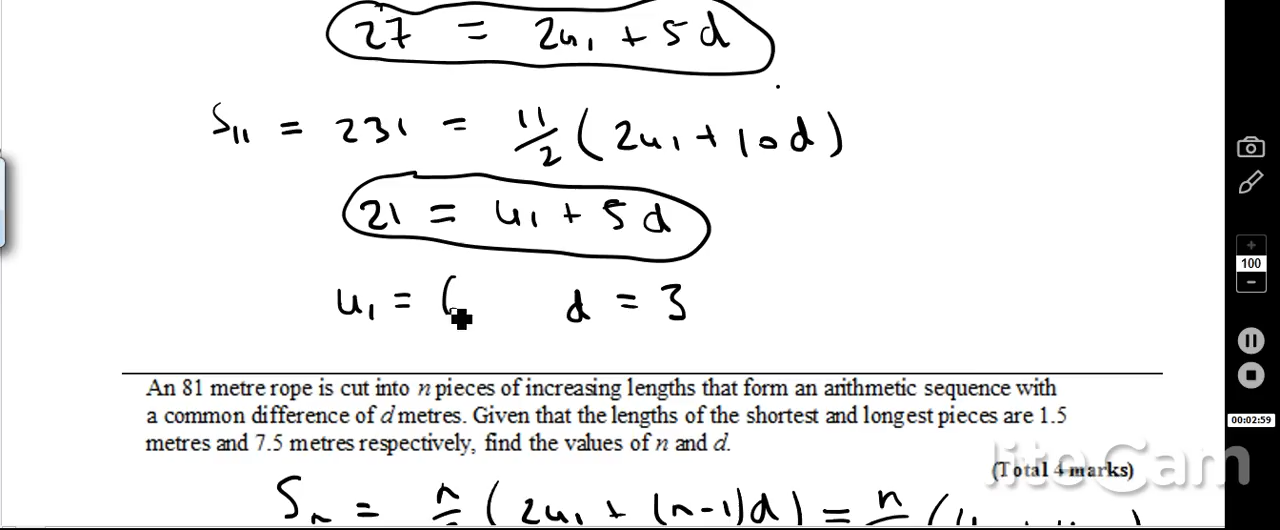 27 = 2u₁ + 5d
S₁₁ = 231 = 11/2 (2u₁ + 10d)
21 = u₁ + 5d
u₁ = 6 d = 3
An 81 metre rope is cut into n pieces of increasing lengths that form an arithmetic sequence with
a common difference of d metres. Given that the lengths of the shortest and longest pieces are 1.5
metres and 7.5 metres respectively, find the values of n and d.
(Total 4 marks)
Sₙ = n (2u₁ + (n-1)d) = n
100
00:02:59
liteCam